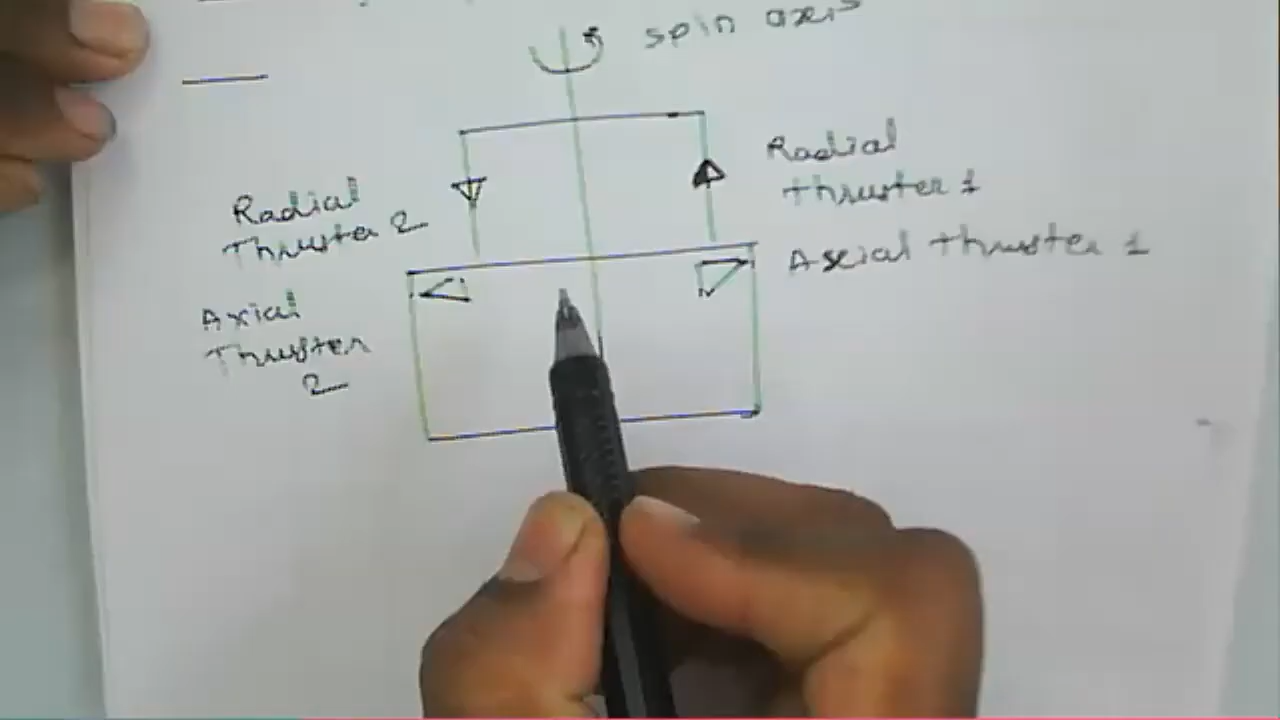 spin axis
Radial
thruster 1
Radial
Thruster 2
Axial thruster 1
Axial
Thruster
2